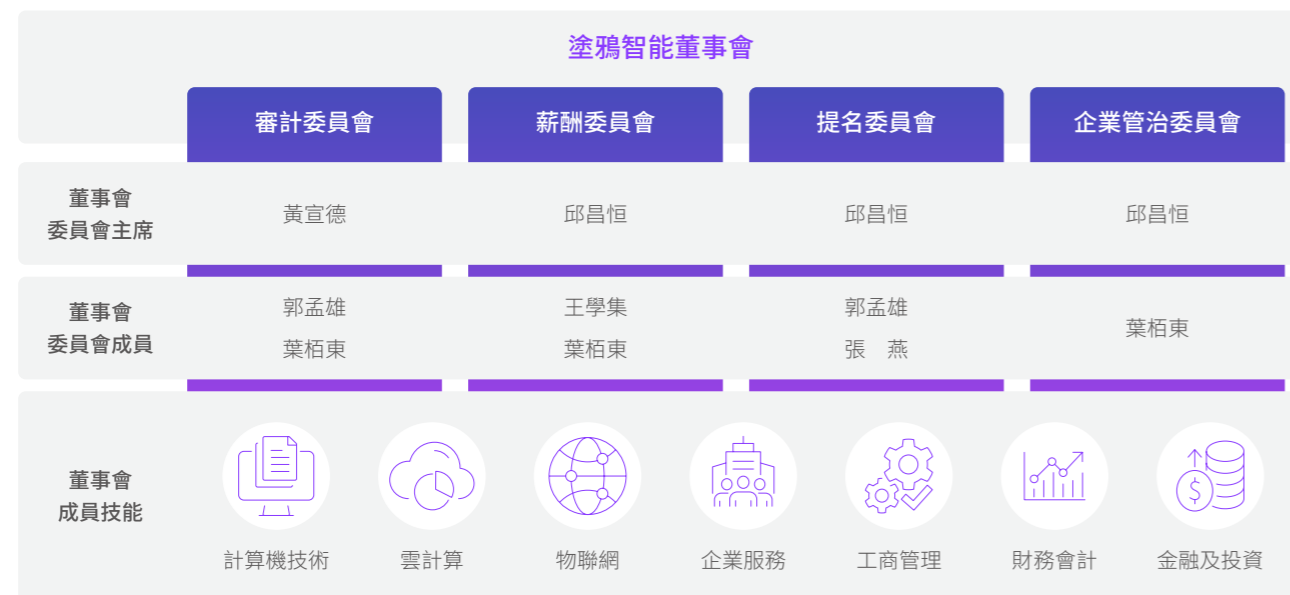 塗鴉智能董事會
審計委員會
薪酬委員會
提名委員會
企業管治委員會
董事會
委員會主席
黃宣德
邱昌恒
邱昌恒
邱昌恒
董事會
委員會成員
郭孟雄
葉栢東
王學集
葉栢東
郭孟雄
張　燕
葉栢東
董事會
成員技能
計算機技術
雲計算
物聯網
企業服務
工商管理
財務會計
金融及投資
$